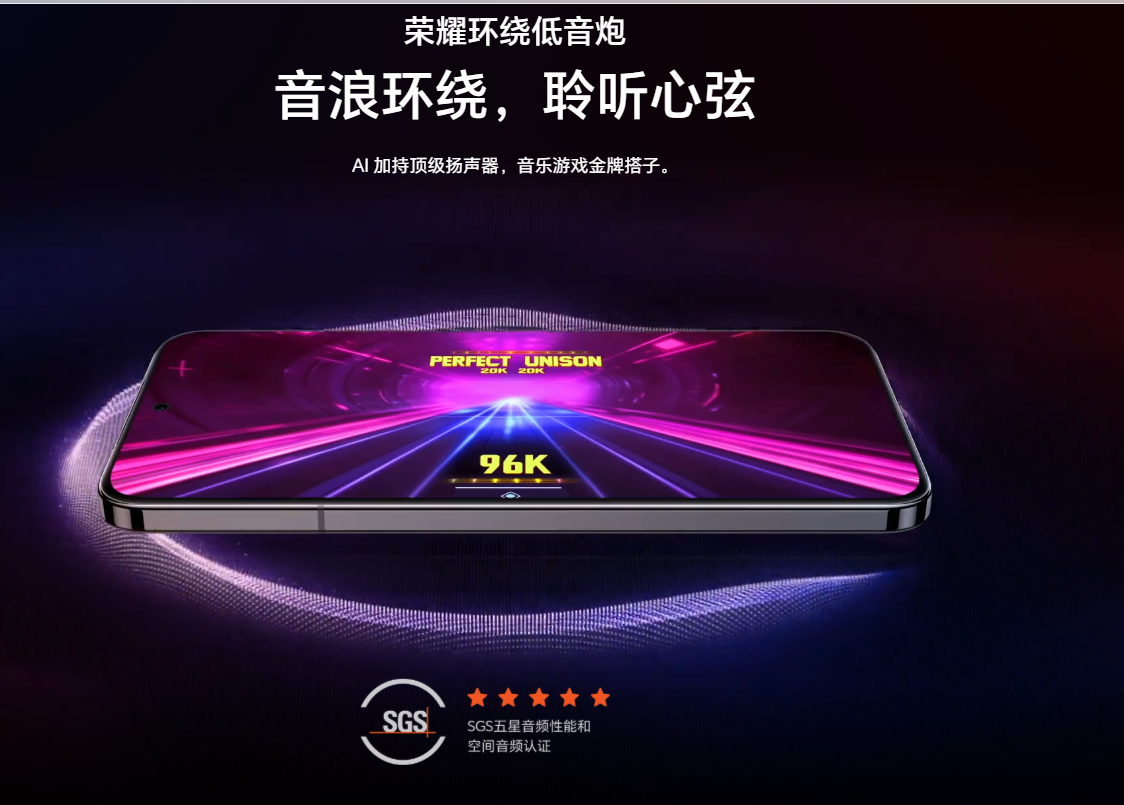 荣耀环绕低音炮
音浪环绕，聆听心弦
AI 加持顶级扬声器，音乐游戏金牌搭子。
PERFECT UNISON
20K 20K
96K
SGS
SGS五星音频性能和
空间音频认证